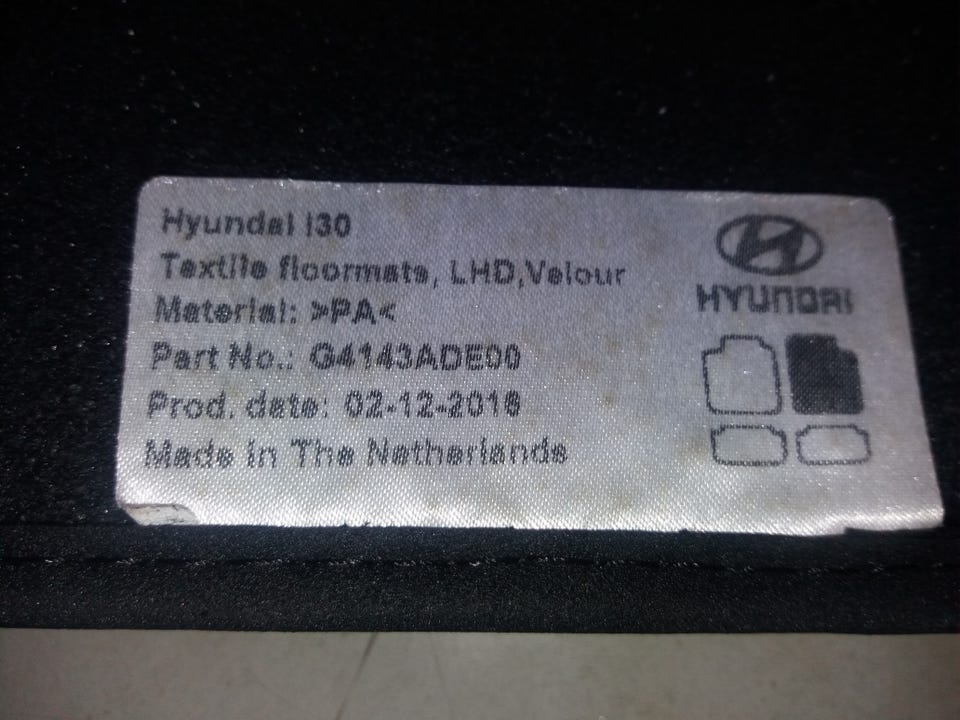 Hyundai i30
Textile floormats, LHD,Velour
Material: >PA<
Part No.: G4143ADE00
Prod. date: 02-12-2016
Made in The Netherlands
HYUNDAI